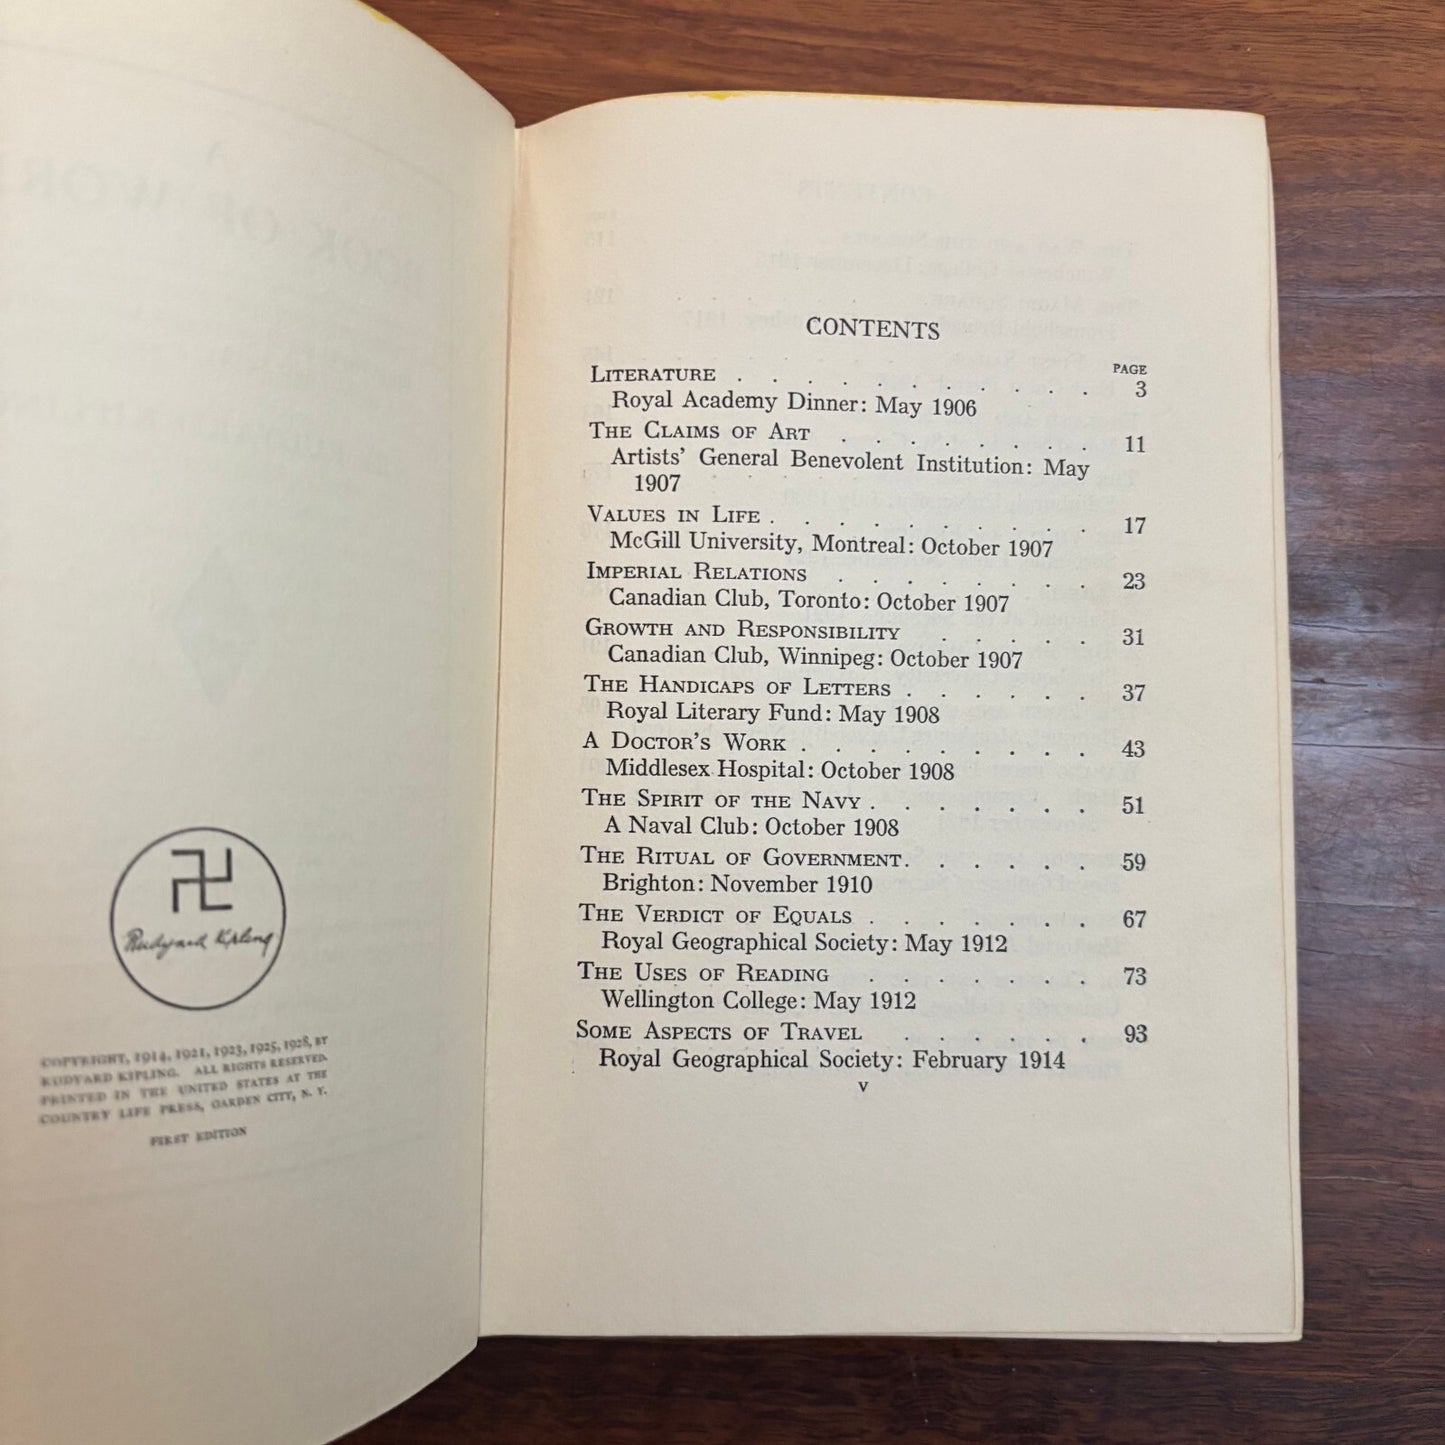 Rudyard Kipling
COPYRIGHT, 1914, 1921, 1923, 1925, 1928, BY
RUDYARD KIPLING. ALL RIGHTS RESERVED.
PRINTED IN THE UNITED STATES AT THE
COUNTRY LIFE PRESS, GARDEN CITY, N. Y.
FIRST EDITION
CONTENTS
PAGE
LITERATURE . . . . . . . . . . . 3
Royal Academy Dinner: May 1906
THE CLAIMS OF ART . . . . . . . . 11
Artists' General Benevolent Institution: May
1907
VALUES IN LIFE . . . . . . . . . . 17
McGill University, Montreal: October 1907
IMPERIAL RELATIONS . . . . . . . . 23
Canadian Club, Toronto: October 1907
GROWTH AND RESPONSIBILITY . . . . . 31
Canadian Club, Winnipeg: October 1907
THE HANDICAPS OF LETTERS . . . . . . 37
Royal Literary Fund: May 1908
A DOCTOR'S WORK . . . . . . . . . 43
Middlesex Hospital: October 1908
THE SPIRIT OF THE NAVY . . . . . . . 51
A Naval Club: October 1908
THE RITUAL OF GOVERNMENT . . . . . . 59
Brighton: November 1910
THE VERDICT OF EQUALS . . . . . . . 67
Royal Geographical Society: May 1912
THE USES OF READING . . . . . . . 73
Wellington College: May 1912
SOME ASPECTS OF TRAVEL . . . . . . 93
Royal Geographical Society: February 1914
v